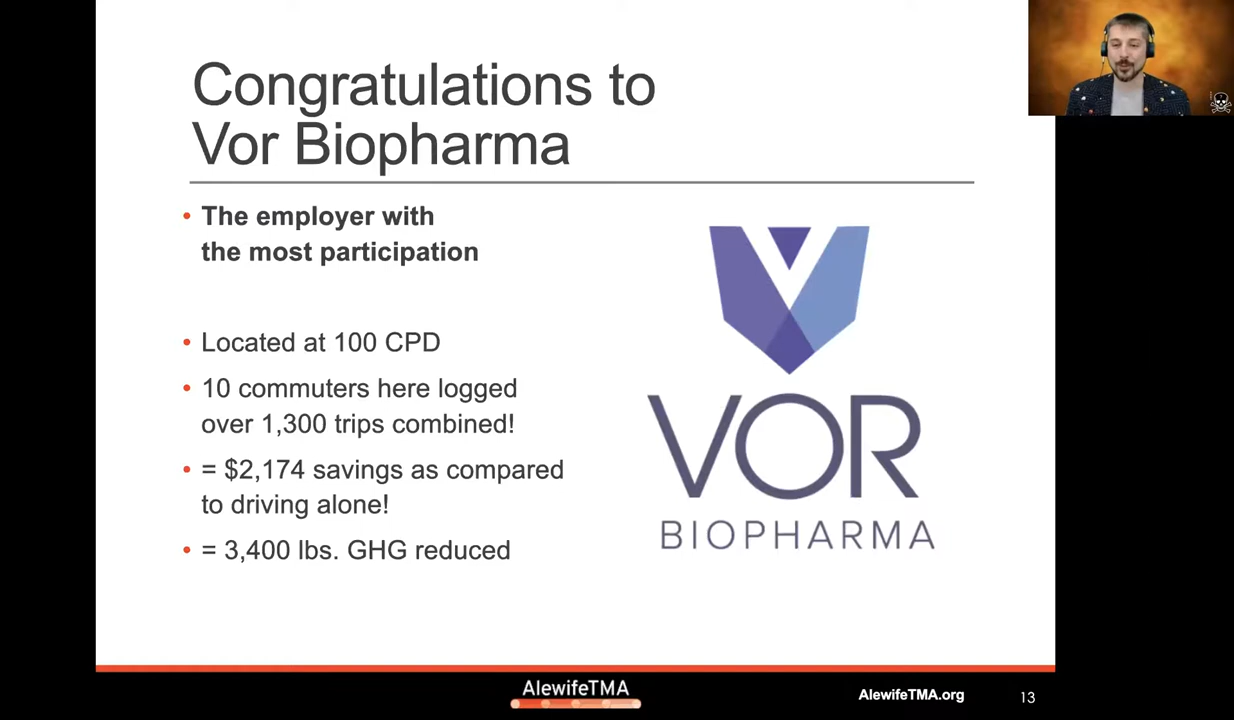 Congratulations to
Vor Biopharma
• The employer with
the most participation
• Located at 100 CPD
• 10 commuters here logged
over 1,300 trips combined!
• = $2,174 savings as compared
to driving alone!
• = 3,400 lbs. GHG reduced
VOR
BIOPHARMA
AlewifeTMA
AlewifeTMA.org
13